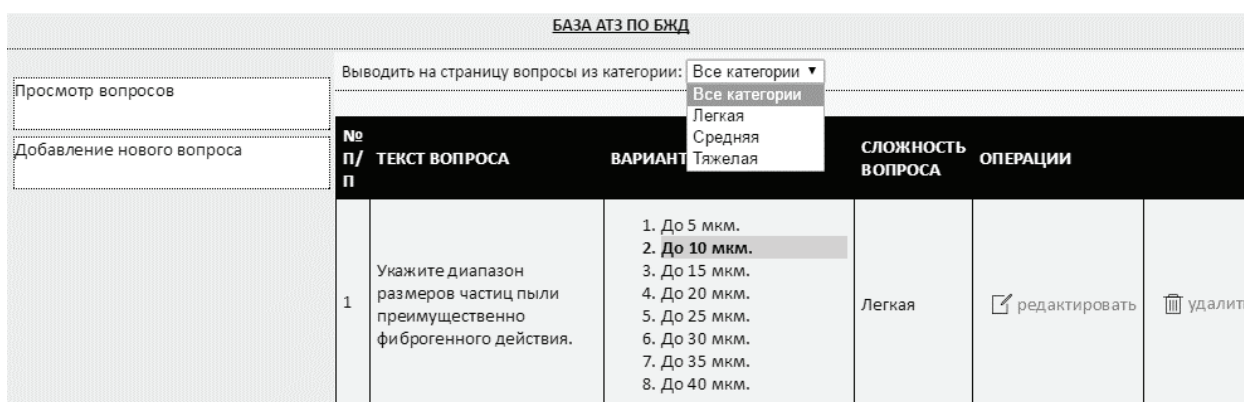 БАЗА АТЗ ПО БЖД
Выводить на страницу вопросы из категории: Все категории ▼
Все категории
Легкая
Средняя
Тяжелая
Просмотр вопросов
Добавление нового вопроса
№
П/
П
ТЕКСТ ВОПРОСА
ВАРИАНТ
СЛОЖНОСТЬ
ВОПРОСА
ОПЕРАЦИИ
1
Укажите диапазон
размеров частиц пыли
преимущественно
фиброгенного действия.
1. До 5 мкм.
2. До 10 мкм.
3. До 15 мкм.
4. До 20 мкм.
5. До 25 мкм.
6. До 30 мкм.
7. До 35 мкм.
8. До 40 мкм.
Легкая
редактировать
удалит